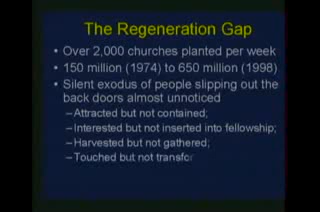 The Regeneration Gap
• Over 2,000 churches planted per week
• 150 million (1974) to 650 million (1998)
• Silent exodus of people slipping out the
back doors almost unnoticed
–Attracted but not contained;
–Interested but not inserted into fellowship;
–Harvested but not gathered;
–Touched but not transfor